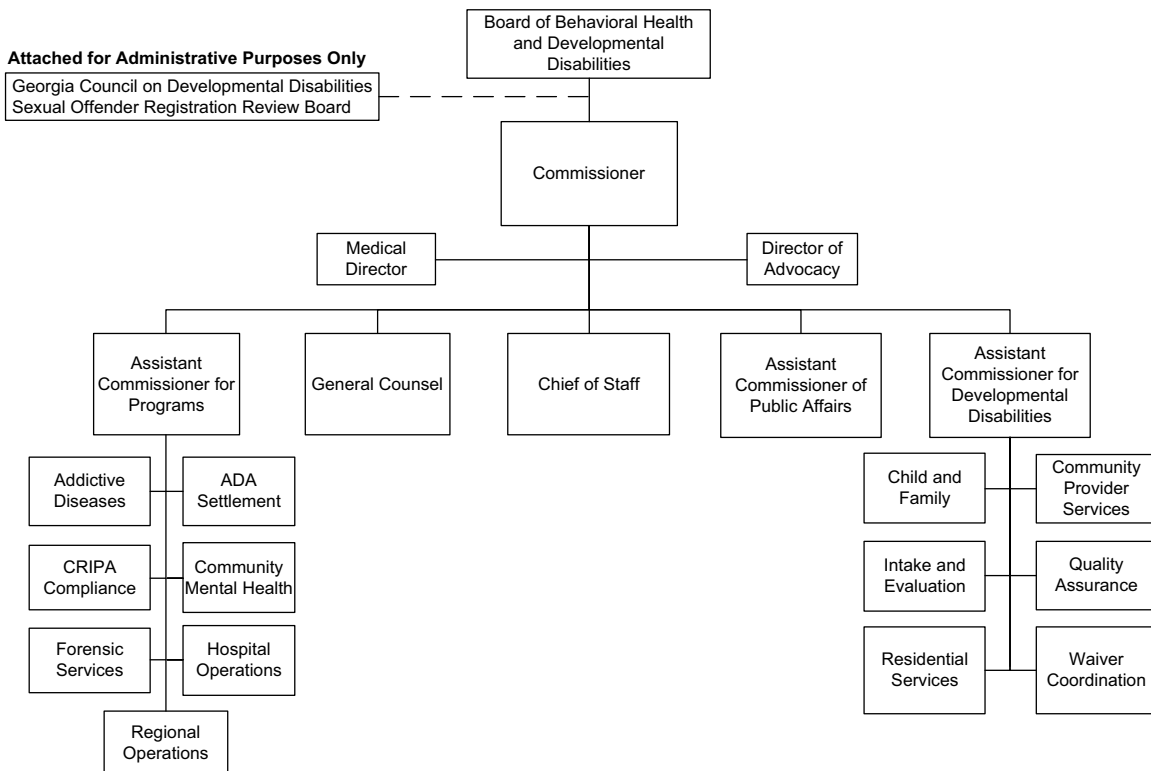 Board of Behavioral Health
and Developmental
Disabilities
Attached for Administrative Purposes Only
Georgia Council on Developmental Disabilities
Sexual Offender Registration Review Board
Commissioner
Medical
Director
Director of
Advocacy
Assistant
Commissioner for
Programs
General Counsel
Chief of Staff
Assistant
Commissioner of
Public Affairs
Assistant
Commissioner for
Developmental
Disabilities
Addictive
Diseases
ADA
Settlement
Child and
Family
Community
Provider
Services
CRIPA
Compliance
Community
Mental Health
Intake and
Evaluation
Quality
Assurance
Forensic
Services
Hospital
Operations
Residential
Services
Waiver
Coordination
Regional
Operations